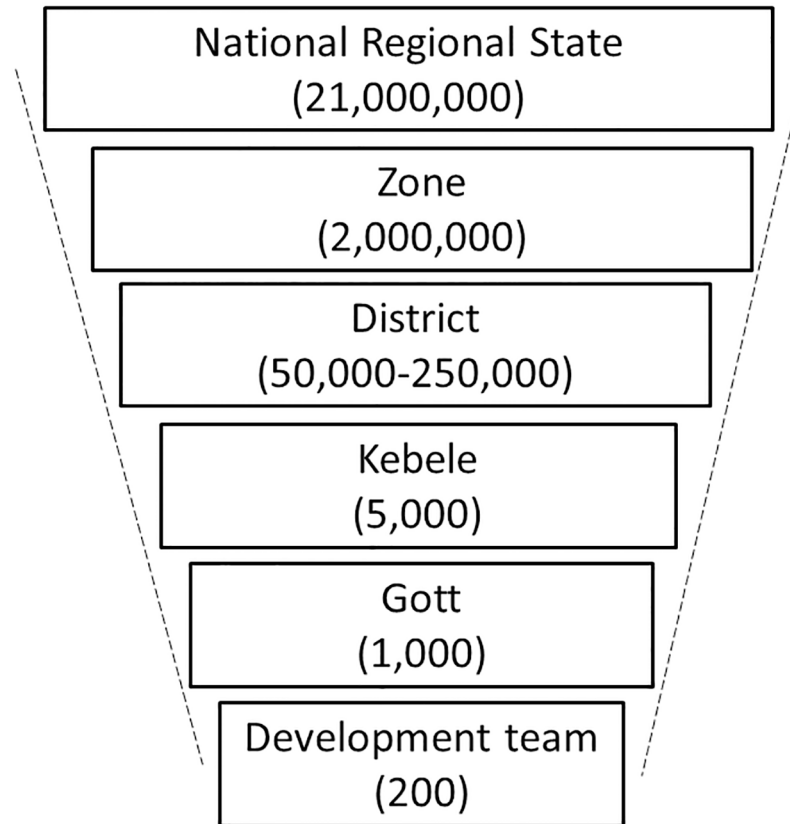 National Regional State
(21,000,000)
Zone
(2,000,000)
District
(50,000-250,000)
Kebele
(5,000)
Gott
(1,000)
Development team
(200)